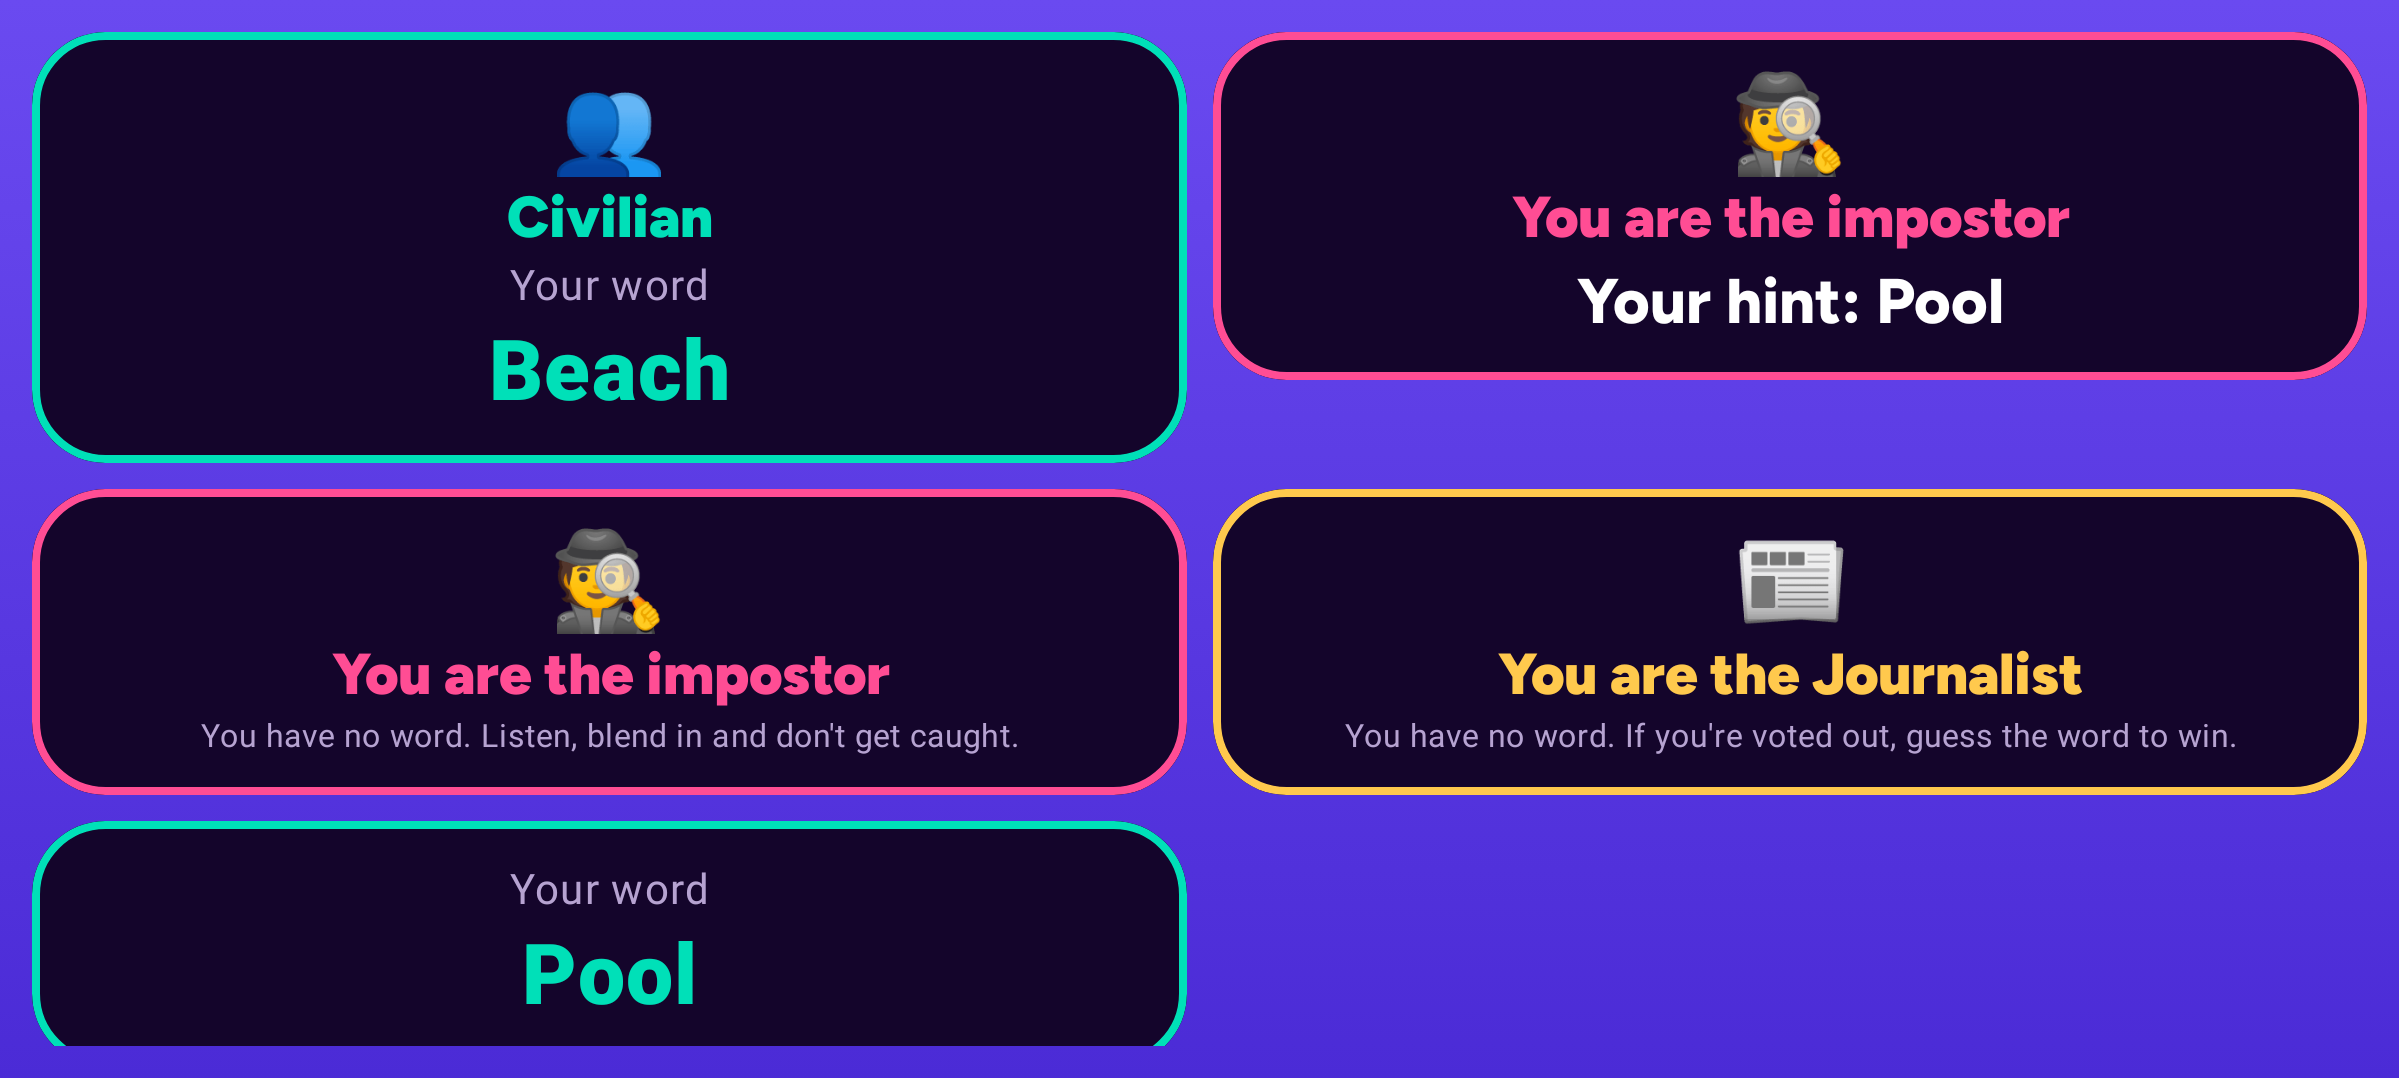 Civilian
Your word
Beach
You are the impostor
Your hint: Pool
You are the impostor
You have no word. Listen, blend in and don't get caught.
You are the Journalist
You have no word. If you're voted out, guess the word to win.
Your word
Pool